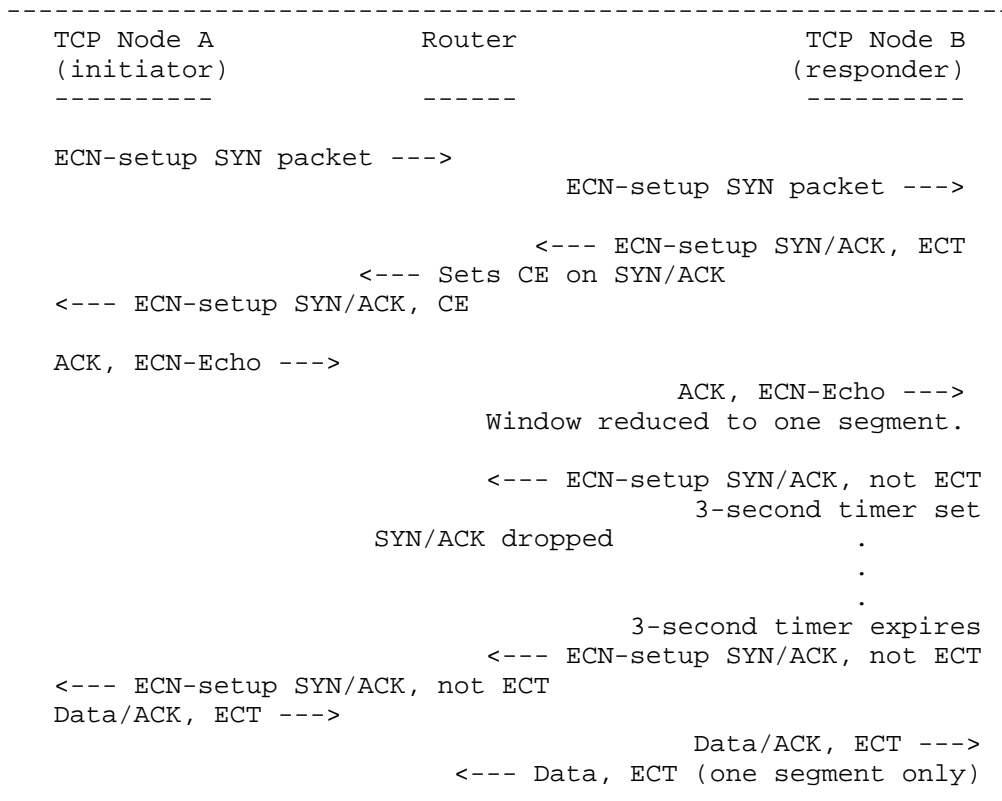 ---------------------------------------------------------------
TCP Node A             Router                  TCP Node B
(initiator)                                   (responder)
----------             ------                  ----------
ECN-setup SYN packet --->
                                ECN-setup SYN packet --->
                              <--- ECN-setup SYN/ACK, ECT
                   <--- Sets CE on SYN/ACK
<--- ECN-setup SYN/ACK, CE
ACK, ECN-Echo --->
                                       ACK, ECN-Echo --->
                           Window reduced to one segment.
                           <--- ECN-setup SYN/ACK, not ECT
                                        3-second timer set
                    SYN/ACK dropped               .
                                                  .
                                                  .
                                    3-second timer expires
                           <--- ECN-setup SYN/ACK, not ECT
<--- ECN-setup SYN/ACK, not ECT
Data/ACK, ECT --->
                                        Data/ACK, ECT --->
                         <--- Data, ECT (one segment only)